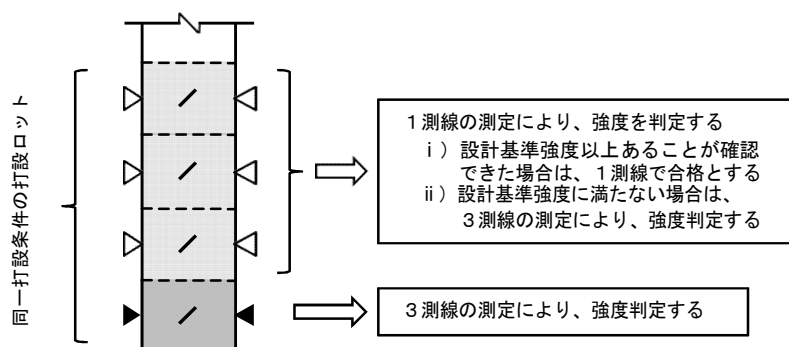 同一打設条件の打設ロット
1測線の測定により、強度を判定する
ⅰ）設計基準強度以上あることが確認
できた場合は、1測線で合格とする
ⅱ）設計基準強度に満たない場合は、
3測線の測定により、強度判定する
3測線の測定により、強度判定する